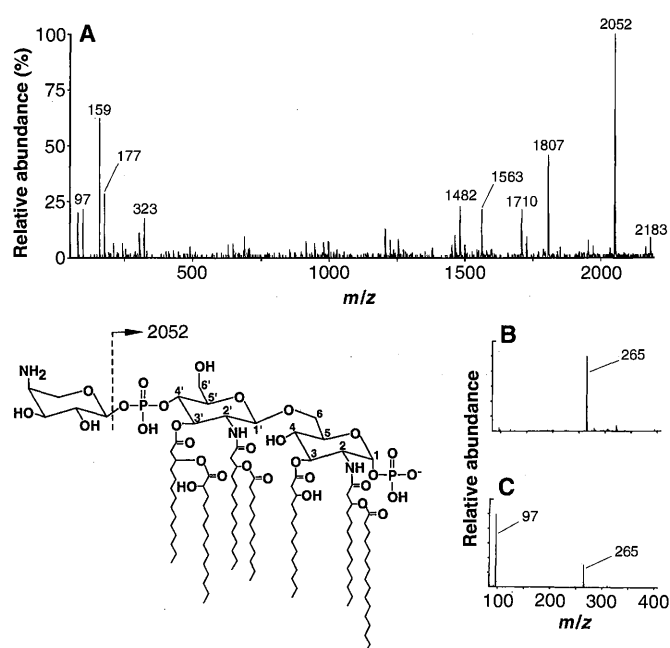 A
Relative abundance (%)
100
75
50
25
0
159
177
97
323
1482
1563
1710
1807
2052
2183
500
1000
1500
2000
m/z
2052
NH2
HO
OH
O
O
O
P
OH
O
4'
OH
6'
5'
O
3'
2'
1'
NH
O
6
HO
4
5
O
3
2
1
NH
O
O
P
O-
OH
O
O
O
O
HO
O
O
O
O
O
OH
O
O
O
B
265
Relative abundance
C
97
265
100
200
300
400
m/z